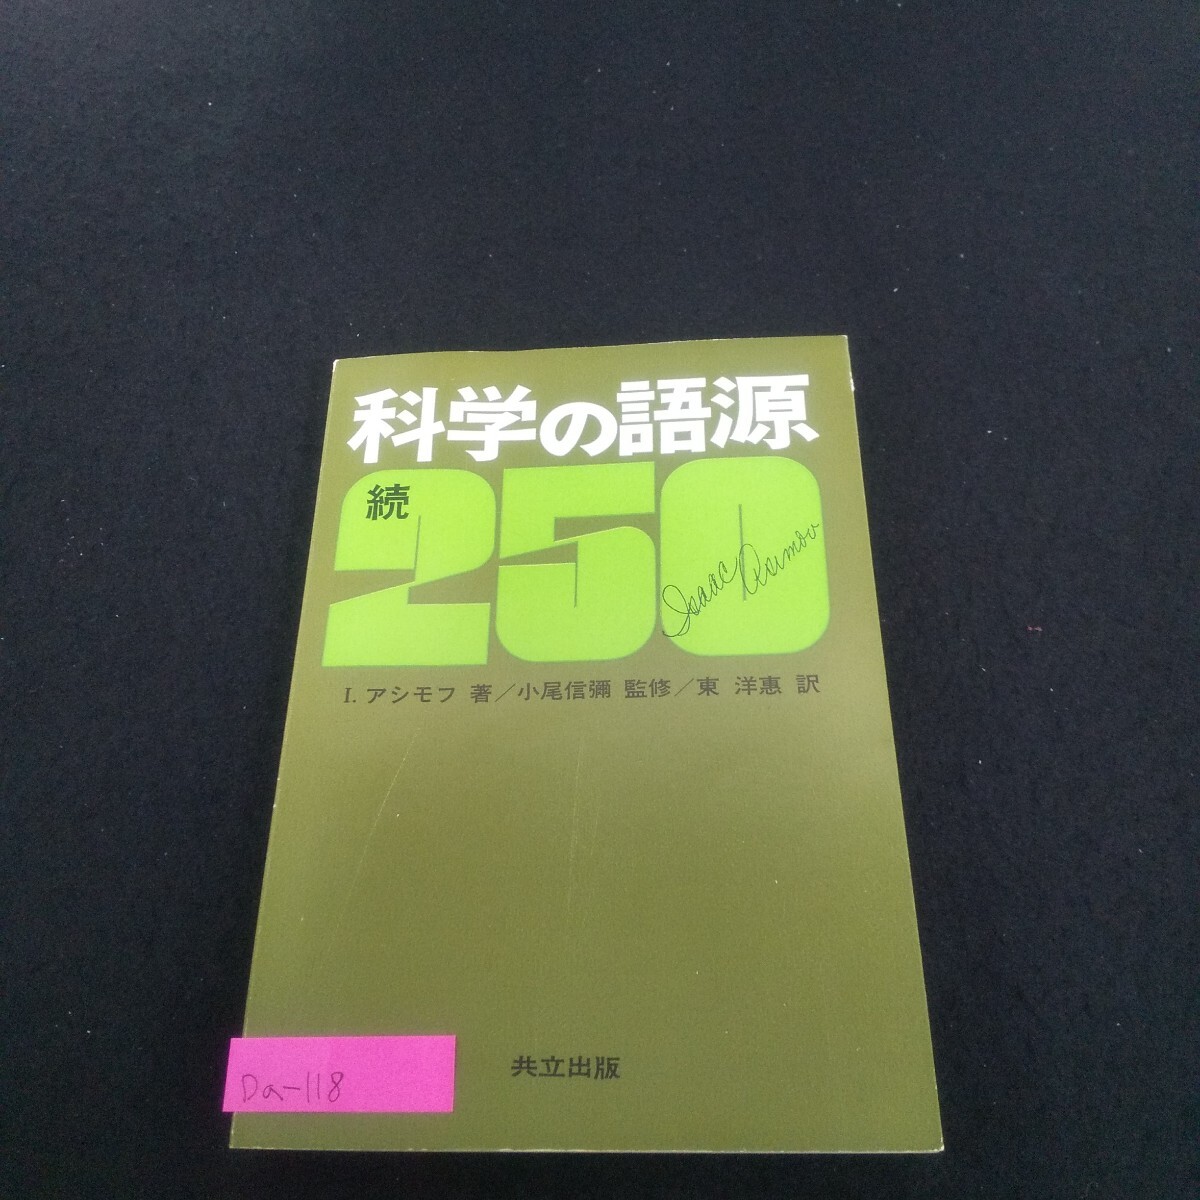 科学の語源
続
250
Isaac Asimov
I. アシモフ 著／小尾信彌 監修／東 洋惠 訳
共立出版
Da-118